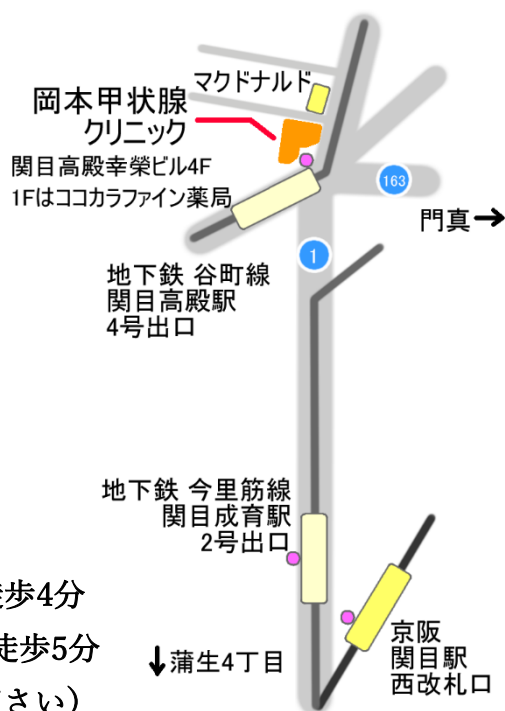 マクドナルド
岡本甲状腺
クリニック
関目高殿幸榮ビル4F
1Fはココカラファイン薬局
163
門真→
1
地下鉄 谷町線
関目高殿駅
4号出口
地下鉄 今里筋線
関目成育駅
2号出口
歩4分
徒歩5分
さい）
↓蒲生4丁目
京阪
関目駅
西改札口